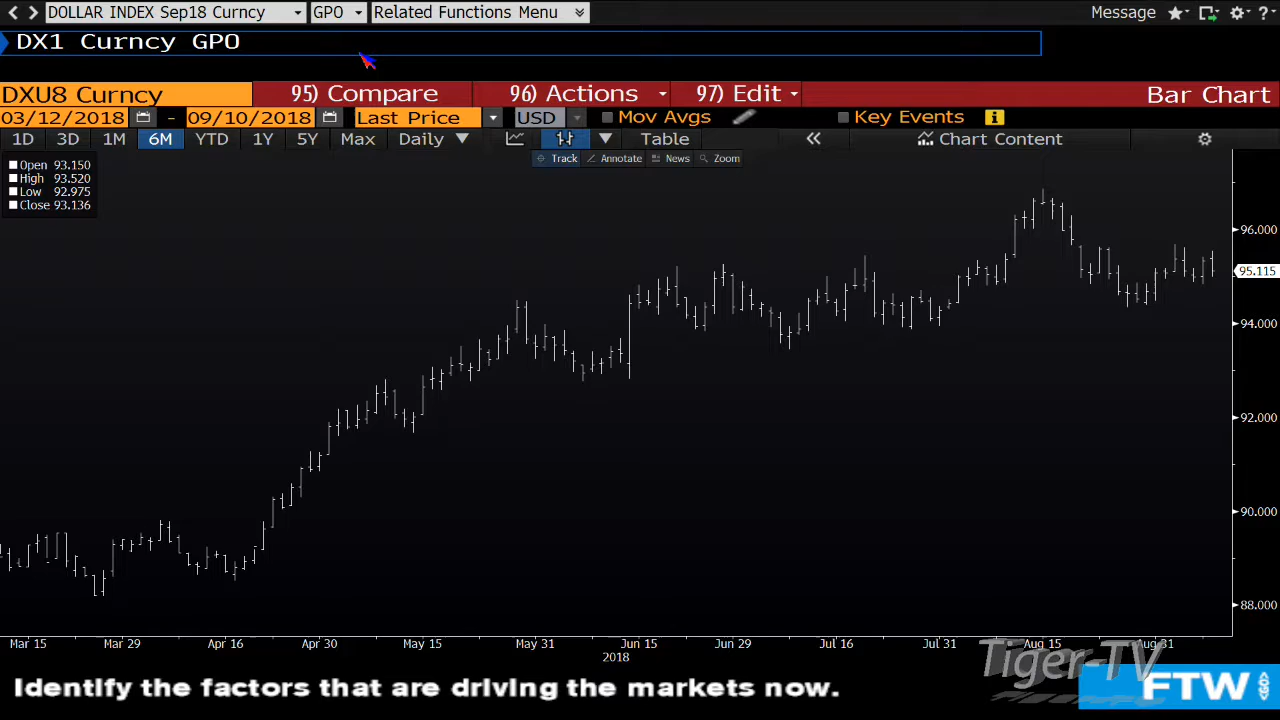 DOLLAR INDEX Sep18 Curncy GPO Related Functions Menu Message ?
DX1 Curncy GPO
DXU8 Curncy 95) Compare 96) Actions 97) Edit Bar Chart
03/12/2018 - 09/10/2018 Last Price USD Mov Avgs Key Events i
1D 3D 1M 6M YTD 1Y 5Y Max Daily Table « Chart Content
Track Annotate News Zoom
Open 93.150
High 93.520
Low 92.975
Close 93.136
96.000
95.115
94.000
92.000
90.000
88.000
Mar 15 Mar 29 Apr 16 Apr 30 May 15 May 31 Jun 15 Jun 29 Jul 16 Jul 31 Aug 15 Aug 31
2018
Tiger-TV
Identify the factors that are driving the markets now.
FTW